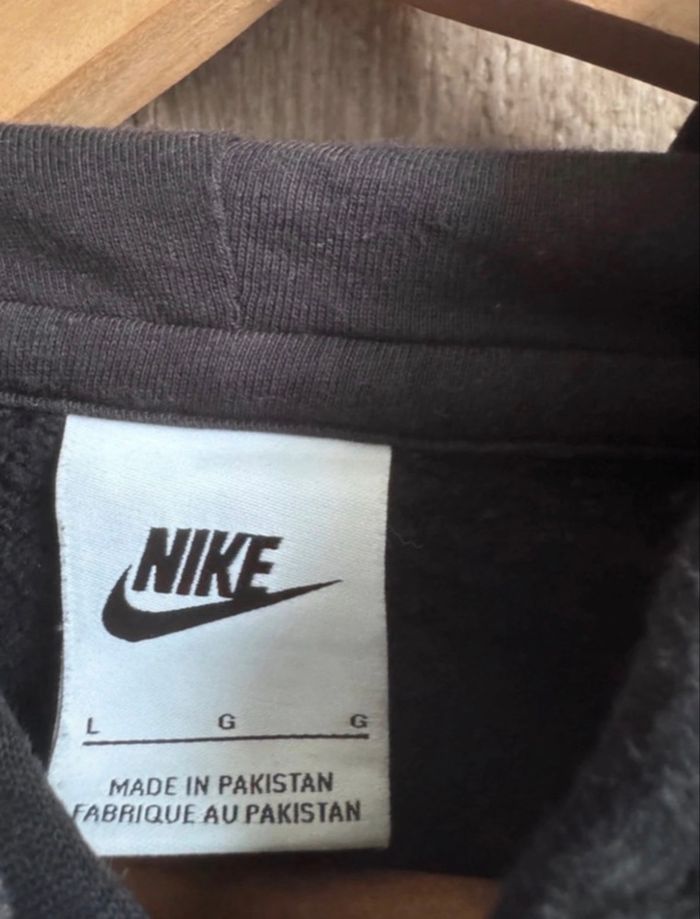 NIKE
L G G
MADE IN PAKISTAN
FABRIQUE AU PAKISTAN